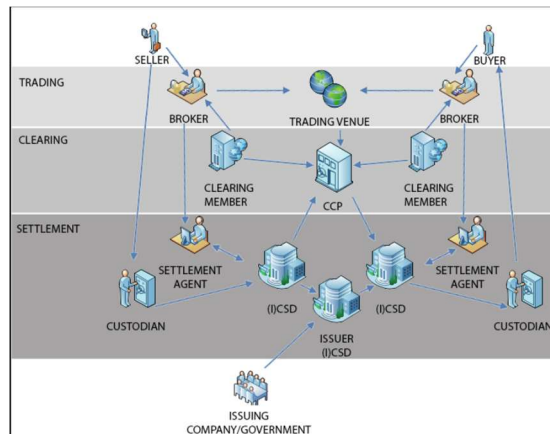 SELLER
BUYER
TRADING
BROKER
TRADING VENUE
BROKER
CLEARING
CLEARING
MEMBER
CCP
CLEARING
MEMBER
SETTLEMENT
SETTLEMENT
AGENT
SETTLEMENT
AGENT
(I)CSD
(I)CSD
CUSTODIAN
ISSUER
(I)CSD
CUSTODIAN
ISSUING
COMPANY/GOVERNMENT